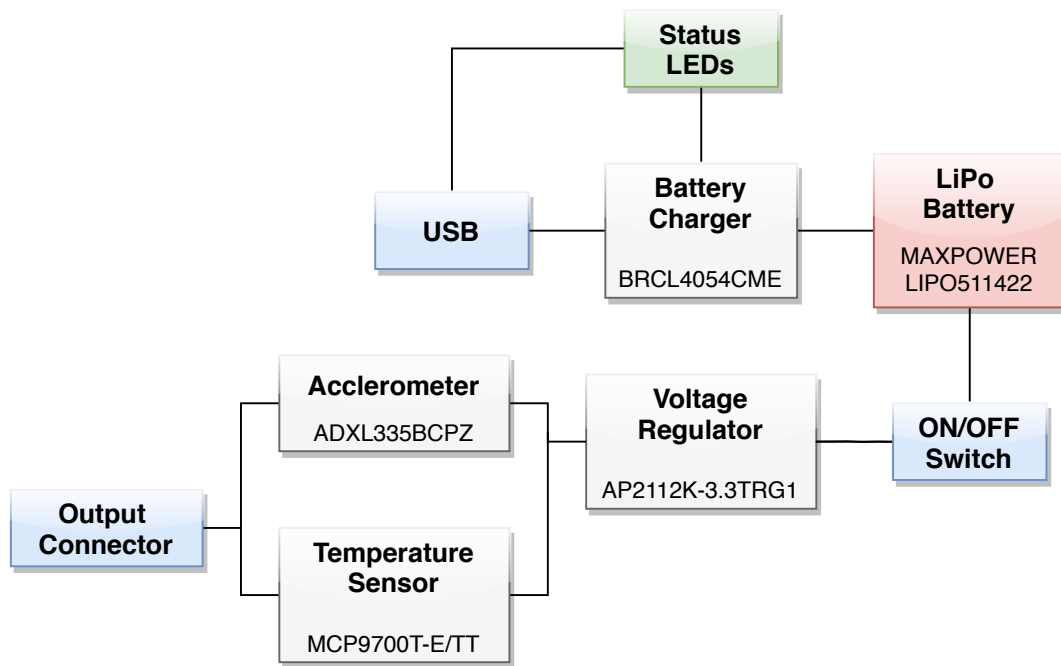 Status
LEDs
USB
Battery
Charger
BRCL4054CME
LiPo
Battery
MAXPOWER
LIPO511422
Acclerometer
ADXL335BCPZ
Voltage
Regulator
AP2112K-3.3TRG1
ON/OFF
Switch
Output
Connector
Temperature
Sensor
MCP9700T-E/TT